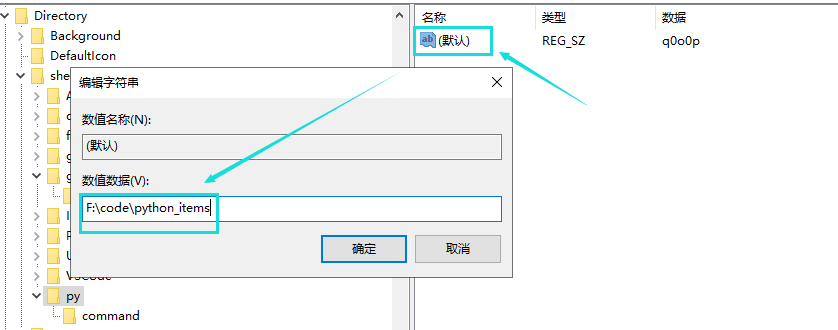 Directory
Background
DefaultIcon
she
名称
类型
数据
(默认)
REG_SZ
q0o0p
编辑字符串
数值名称(N):
(默认)
数值数据(V):
F:\code\python_items
确定
取消
VSCode
py
command